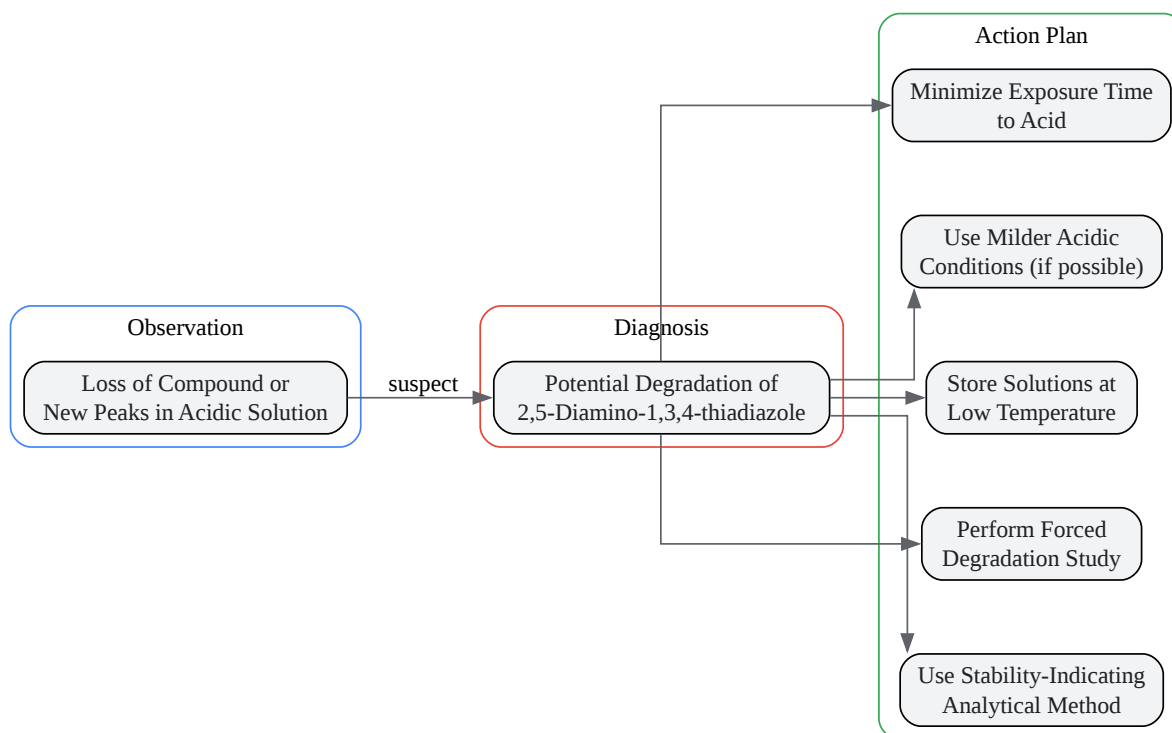 Action Plan
Minimize Exposure Time
to Acid
Use Milder Acidic
Conditions (if possible)
Observation
Diagnosis
Loss of Compound or
New Peaks in Acidic Solution
suspect
Potential Degradation of
2,5-Diamino-1,3,4-thiadiazole
Store Solutions at
Low Temperature
Perform Forced
Degradation Study
Use Stability-Indicating
Analytical Method